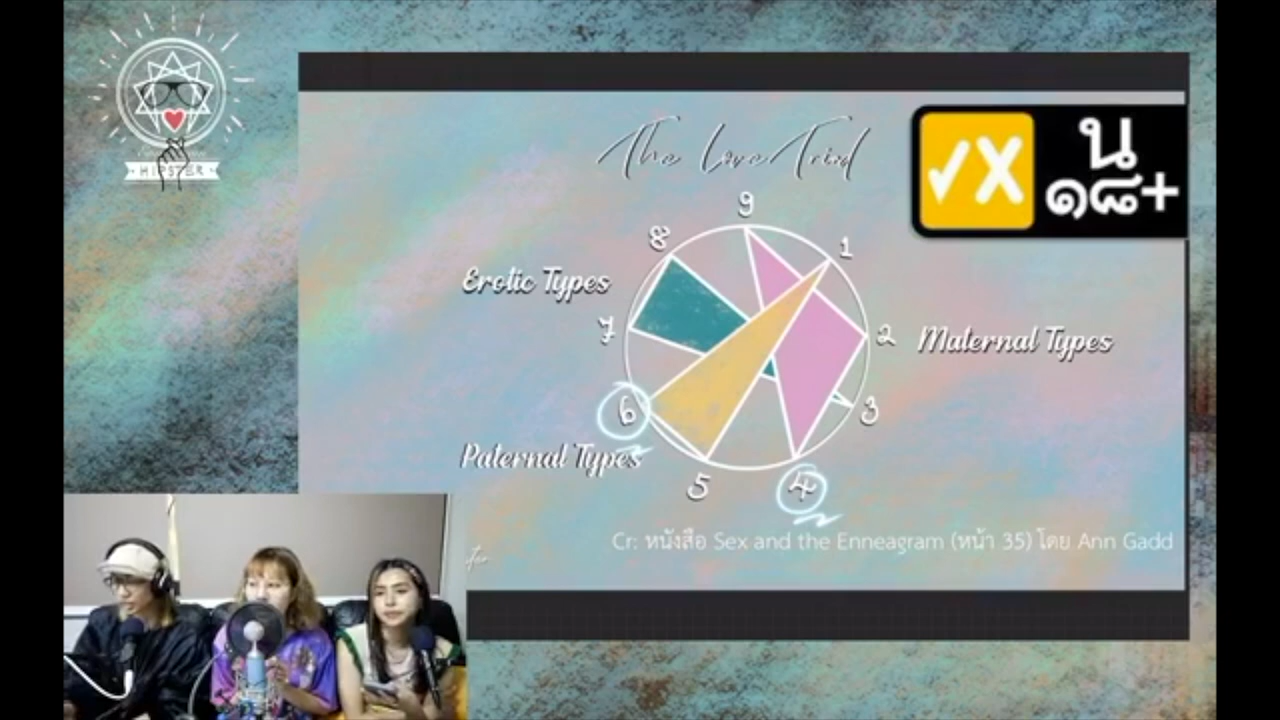 HIPSTER
The Love Triad
√X
น
๑๘+
9
8
1
Erotic Types
7
2
Maternal Types
6
3
Paternal Types
5
4
Cr: หนังสือ Sex and the Enneagram (หน้า 35) โดย Ann Gadd